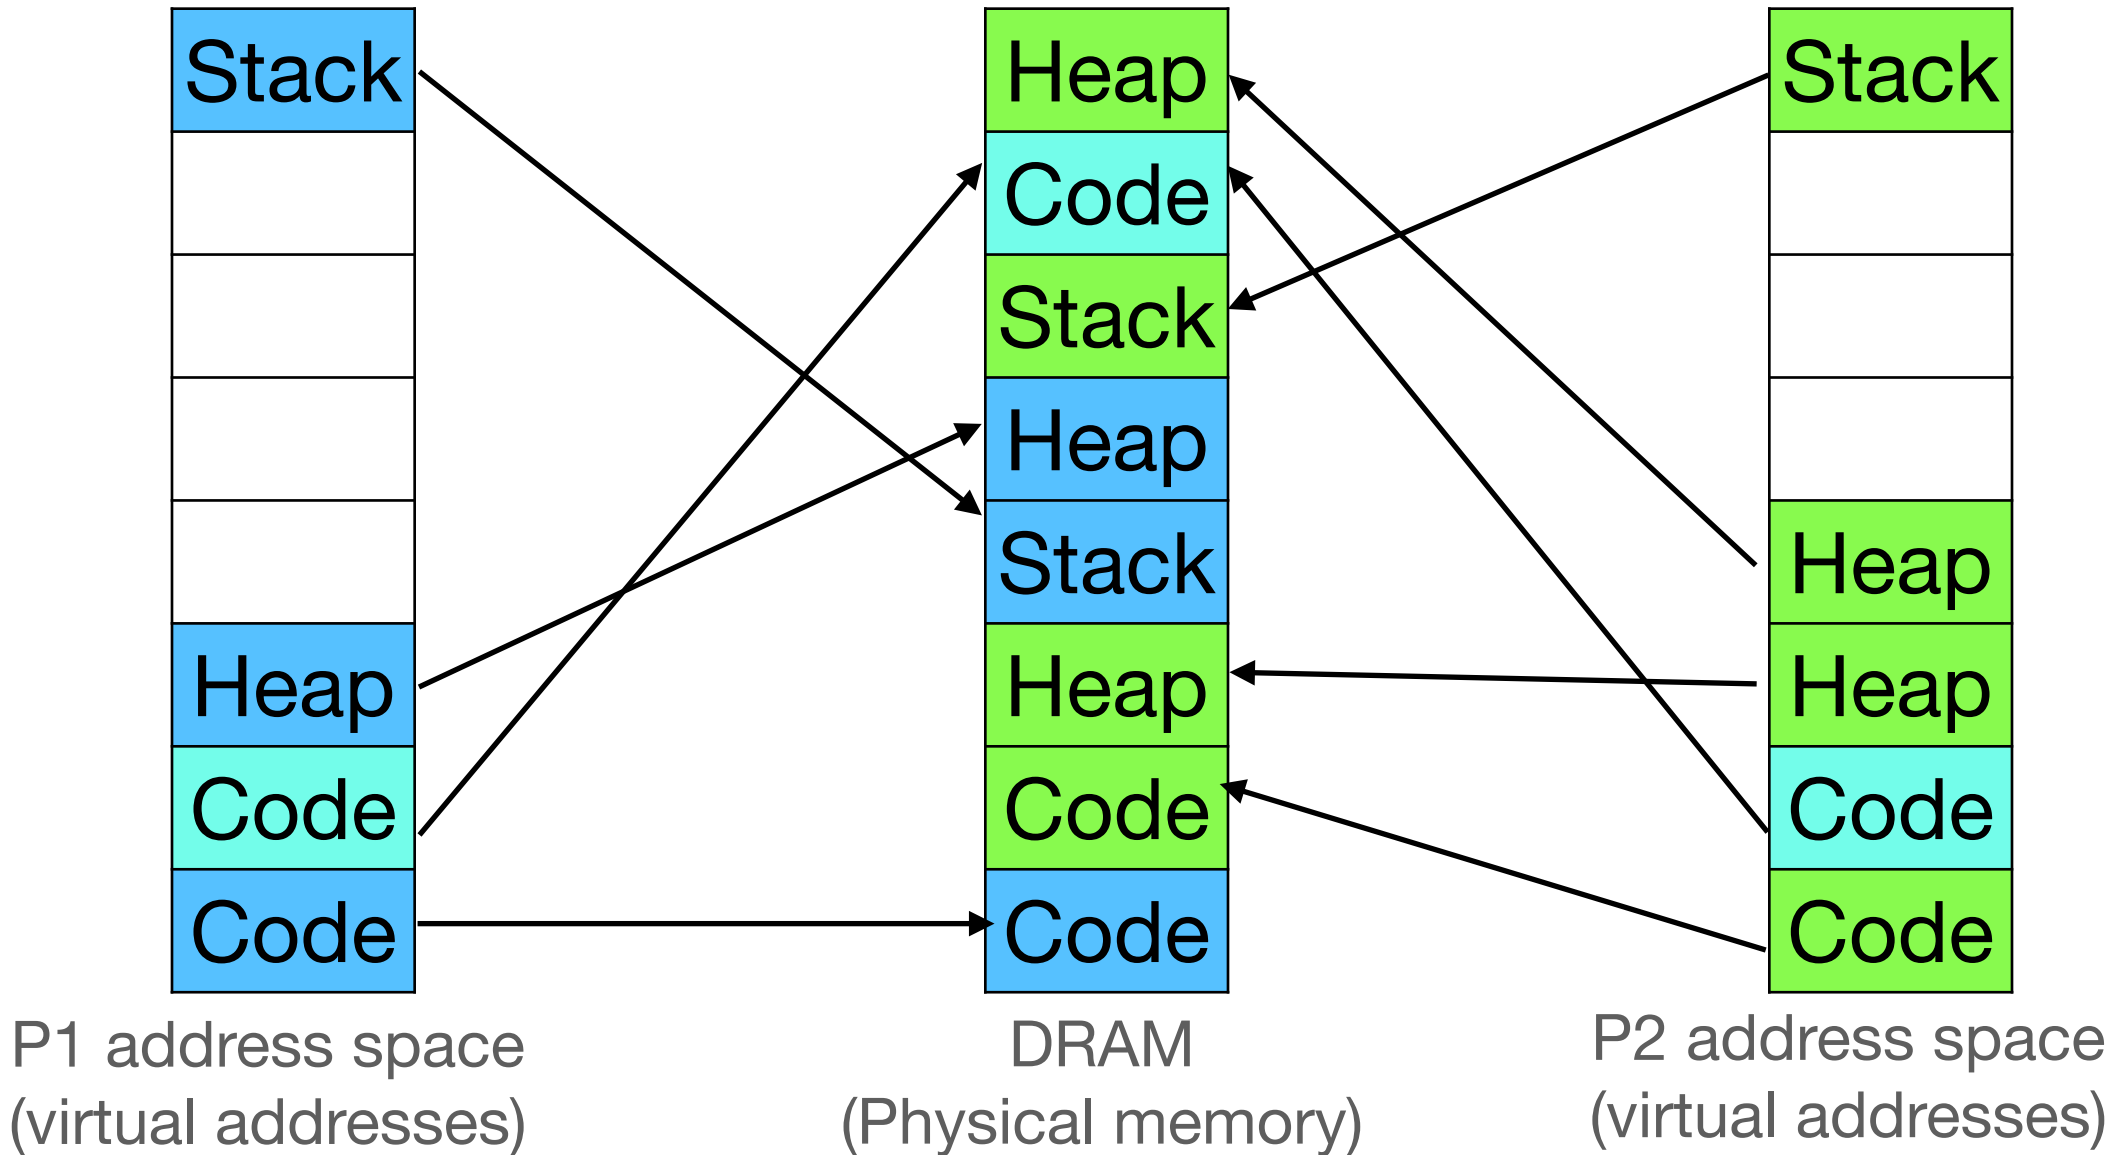 Stack
Heap
Code
Code
P1 address space
(virtual addresses)
Heap
Code
Stack
Heap
Stack
Heap
Code
Code
DRAM
(Physical memory)
Stack
Heap
Heap
Code
Code
P2 address space
(virtual addresses)